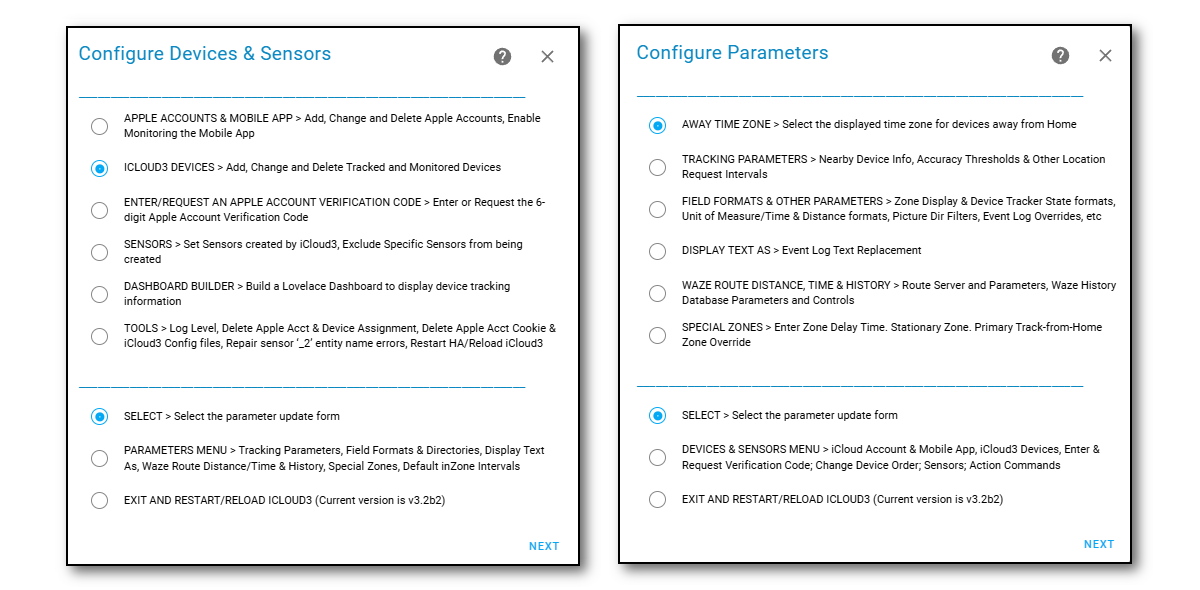 Configure Devices & Sensors
APPLE ACCOUNTS & MOBILE APP > Add, Change and Delete Apple Accounts, Enable
Monitoring the Mobile App
ICLOUD3 DEVICES > Add, Change and Delete Tracked and Monitored Devices
ENTER/REQUEST AN APPLE ACCOUNT VERIFICATION CODE > Enter or Request the 6-
digit Apple Account Verification Code
SENSORS > Set Sensors created by iCloud3, Exclude Specific Sensors from being
created
DASHBOARD BUILDER > Build a Lovelace Dashboard to display device tracking
information
TOOLS > Log Level, Delete Apple Acct & Device Assignment, Delete Apple Acct Cookie &
iCloud3 Config files, Repair sensor ‘_2’ entity name errors, Restart HA/Reload iCloud3
SELECT > Select the parameter update form
PARAMETERS MENU > Tracking Parameters, Field Formats & Directories, Display Text
As, Waze Route Distance/Time & History, Special Zones, Default inZone Intervals
EXIT AND RESTART/RELOAD ICLOUD3 (Current version is v3.2b2)
NEXT
Configure Parameters
AWAY TIME ZONE > Select the displayed time zone for devices away from Home
TRACKING PARAMETERS > Nearby Device Info, Accuracy Thresholds & Other Location
Request Intervals
FIELD FORMATS & OTHER PARAMETERS > Zone Display & Device Tracker State formats,
Unit of Measure/Time & Distance formats, Picture Dir Filters, Event Log Overrides, etc
DISPLAY TEXT AS > Event Log Text Replacement
WAZE ROUTE DISTANCE, TIME & HISTORY > Route Server and Parameters, Waze History
Database Parameters and Controls
SPECIAL ZONES > Enter Zone Delay Time. Stationary Zone. Primary Track-from-Home
Zone Override
SELECT > Select the parameter update form
DEVICES & SENSORS MENU > iCloud Account & Mobile App, iCloud3 Devices, Enter &
Request Verification Code; Change Device Order; Sensors; Action Commands
EXIT AND RESTART/RELOAD ICLOUD3 (Current version is v3.2b2)
NEXT